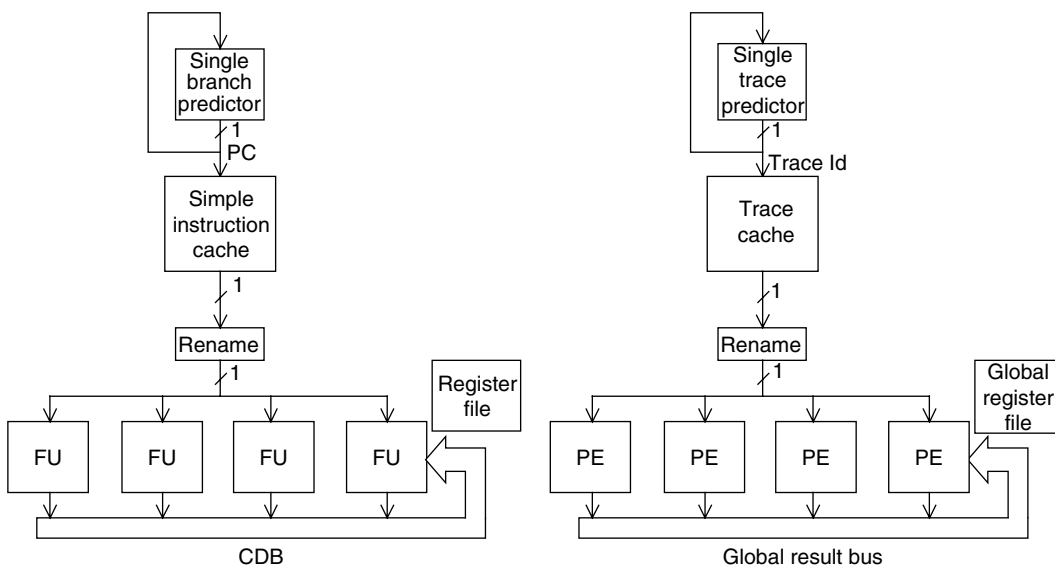 Single
branch
predictor
1
PC
Simple
instruction
cache
1
Rename
1
Register
file
FU
FU
FU
FU
CDB
Single
trace
predictor
1
Trace Id
Trace
cache
1
Rename
1
Global
register
file
PE
PE
PE
PE
Global result bus